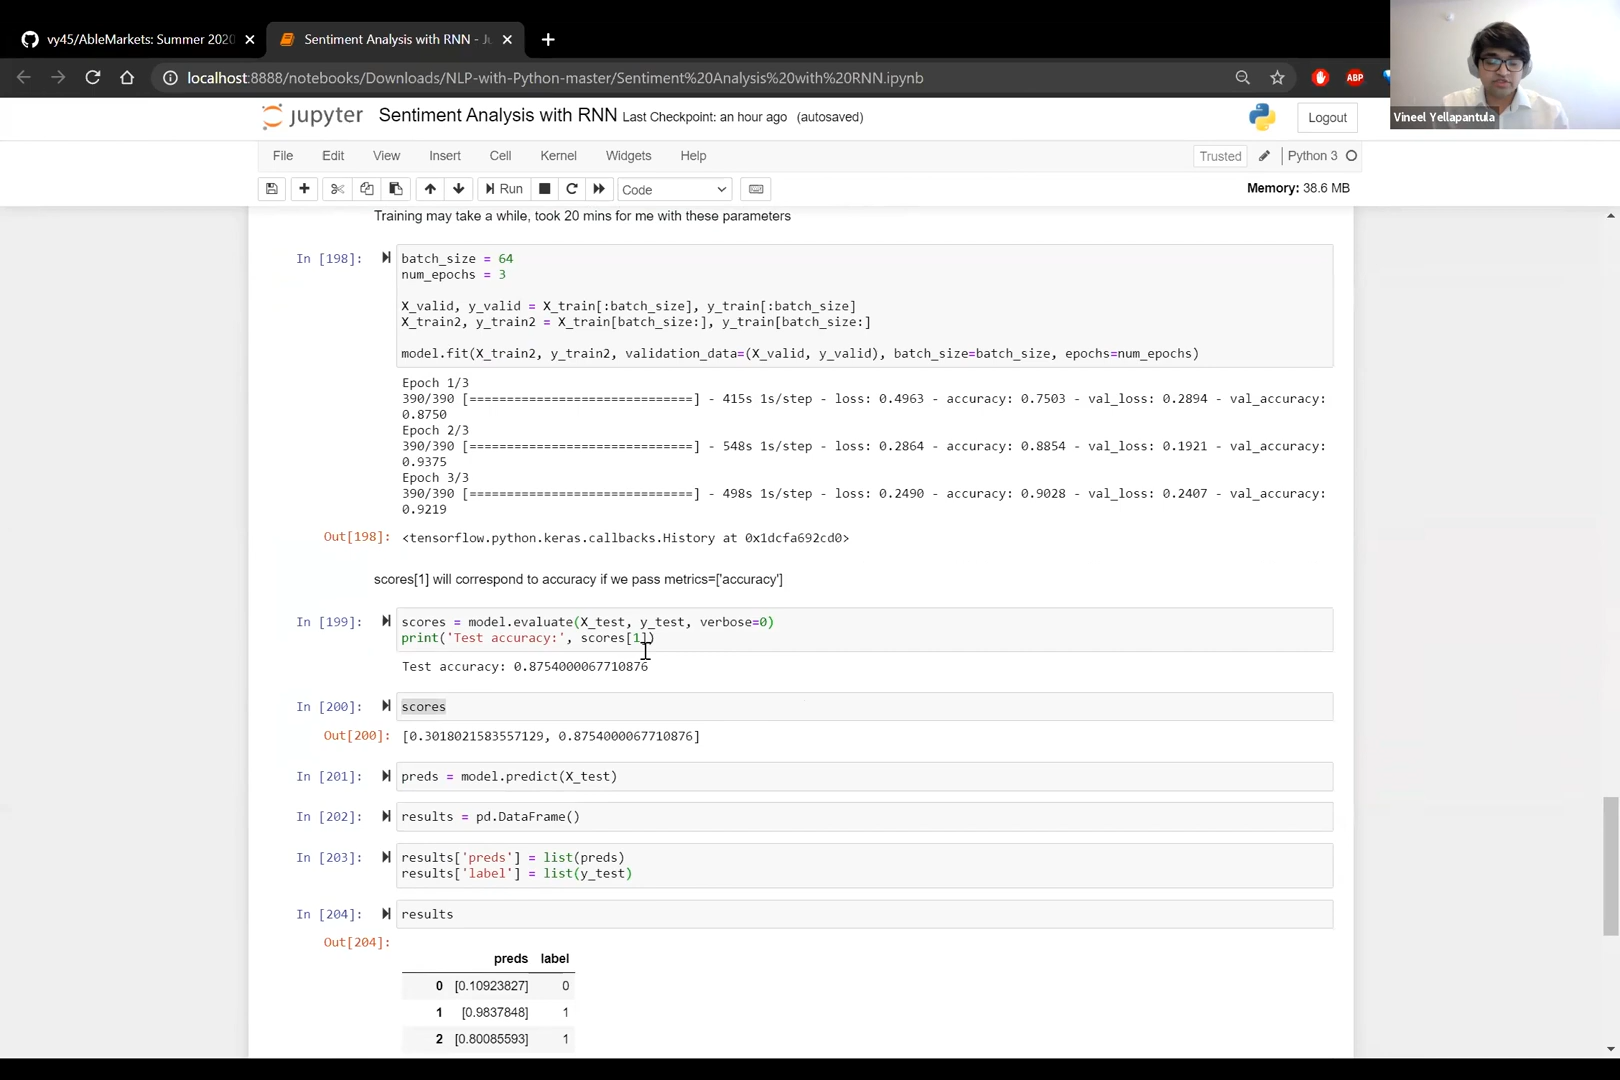 vy45/AbleMarkets: Summer 2020
Sentiment Analysis with RNN - Ju
localhost:8888/notebooks/Downloads/NLP-with-Python-master/Sentiment%20Analysis%20with%20RNN.ipynb
ABP
Vineel Yellapantula
jupyter Sentiment Analysis with RNN Last Checkpoint: an hour ago (autosaved)
Logout
File Edit View Insert Cell Kernel Widgets Help
Trusted Python 3
Run Code
Memory: 38.6 MB
Training may take a while, took 20 mins for me with these parameters
In [198]: batch_size = 64
num_epochs = 3
X_valid, y_valid = X_train[:batch_size], y_train[:batch_size]
X_train2, y_train2 = X_train[batch_size:], y_train[batch_size:]
model.fit(X_train2, y_train2, validation_data=(X_valid, y_valid), batch_size=batch_size, epochs=num_epochs)
Epoch 1/3
390/390 [==============================] - 415s 1s/step - loss: 0.4963 - accuracy: 0.7503 - val_loss: 0.2894 - val_accuracy:
0.8750
Epoch 2/3
390/390 [==============================] - 548s 1s/step - loss: 0.2864 - accuracy: 0.8854 - val_loss: 0.1921 - val_accuracy:
0.9375
Epoch 3/3
390/390 [==============================] - 498s 1s/step - loss: 0.2490 - accuracy: 0.9028 - val_loss: 0.2407 - val_accuracy:
0.9219
Out[198]: <tensorflow.python.keras.callbacks.History at 0x1dcfa692cd0>
scores[1] will correspond to accuracy if we pass metrics=['accuracy']
In [199]: scores = model.evaluate(X_test, y_test, verbose=0)
print('Test accuracy:', scores[1])
Test accuracy: 0.8754000067710876
In [200]: scores
Out[200]: [0.3018021583557129, 0.8754000067710876]
In [201]: preds = model.predict(X_test)
In [202]: results = pd.DataFrame()
In [203]: results['preds'] = list(preds)
results['label'] = list(y_test)
In [204]: results
Out[204]:
preds label
0 [0.10923827] 0
1 [0.9837848] 1
2 [0.80085593] 1